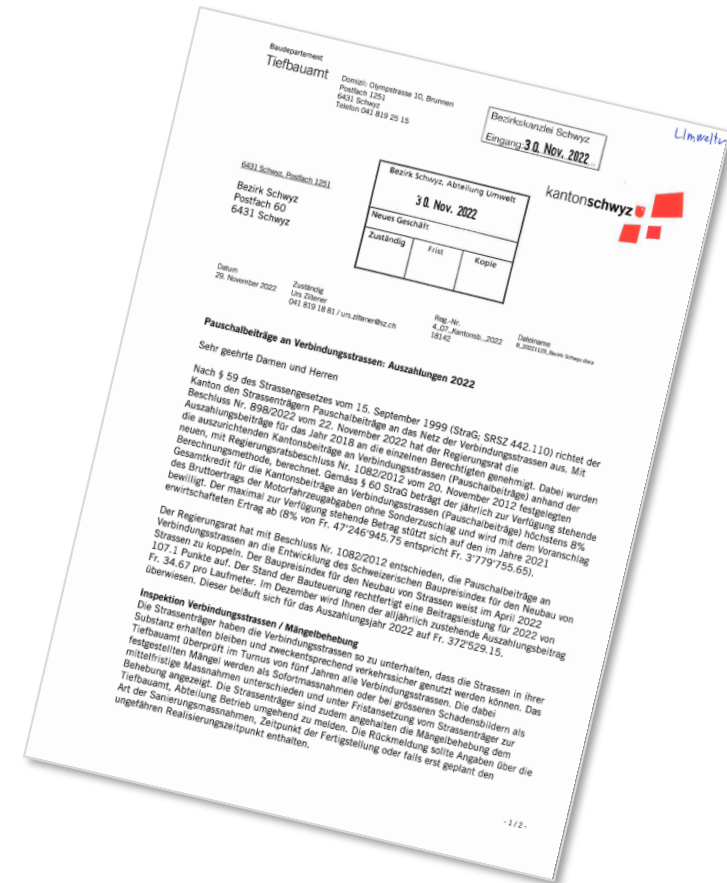 Baudepartement
Tiefbauamt
Domizil: Olympstrasse 10, Brunnen
Postfach 1251
6431 Schwyz
Telefon 041 819 25 15
Bezirkskanzlei Schwyz
Eingang: 30. Nov. 2022
Umwelt
6431 Schwyz, Postfach 1251
Bezirk Schwyz
Postfach 60
6431 Schwyz
Bezirk Schwyz, Abteilung Umwelt
30. Nov. 2022
Neues Geschäft
Zuständig Frist Kopie
kantonschwyz
Datum
29. November 2022
Zuständig
Urs Zittener
041 819 18 81 / urs.zittener@sz.ch
Reg.-Nr.
4_07_Kantonsb._2022
18142
Dateiname
B_20221129_Bezirk Schwyz.docx
Pauschalbeiträge an Verbindungsstrassen: Auszahlungen 2022
Sehr geehrte Damen und Herren
Nach § 59 des Strassengesetzes vom 15. September 1999 (StraG; SRSZ 442.110) richtet der
Kanton den Strassenträgern Pauschalbeiträge an das Netz der Verbindungsstrassen aus. Mit
Beschluss Nr. 898/2022 vom 22. November 2022 hat der Regierungsrat die
Auszahlungsbeiträge für das Jahr 2018 an die einzelnen Berechtigten genehmigt. Dabei wurden
die auszurichtenden Kantonsbeiträge an Verbindungsstrassen (Pauschalbeiträge) anhand der
neuen, mit Regierungsratsbeschluss Nr. 1082/2012 vom 20. November 2012 festgelegten
Berechnungsmethode, berechnet. Gemäss § 60 StraG beträgt der jährlich zur Verfügung stehende
Gesamtkredit für die Kantonsbeiträge an Verbindungsstrassen (Pauschalbeiträge) höchstens 8%
des Bruttoertrags der Motorfahrzeugabgaben ohne Sonderzuschlag und wird mit dem Voranschlag
bewilligt. Der maximal zur Verfügung stehende Betrag stützt sich auf den im Jahre 2021
erwirtschafteten Ertrag ab (8% von Fr. 47'246'945.75 entspricht Fr. 3'779'755.65).
Der Regierungsrat hat mit Beschluss Nr. 1082/2012 entschieden, die Pauschalbeiträge an
Verbindungsstrassen an die Entwicklung des Schweizerischen Baupreisindex für den Neubau von
Strassen zu koppeln. Der Baupreisindex für den Neubau von Strassen weist im April 2022
107.1 Punkte auf. Der Stand der Bauteuerung rechtfertigt eine Beitragsleistung für 2022 von
Fr. 34.67 pro Laufmeter. Im Dezember wird Ihnen der alljährlich zustehende Auszahlungsbeitrag
überwiesen. Dieser beläuft sich für das Auszahlungsjahr 2022 auf Fr. 372'529.15.
Inspektion Verbindungsstrassen / Mängelbehebung
Die Strassenträger haben die Verbindungsstrassen so zu unterhalten, dass die Strassen in ihrer
Substanz erhalten bleiben und zweckentsprechend verkehrssicher genutzt werden können. Das
Tiefbauamt überprüft im Turnus von fünf Jahren alle Verbindungsstrassen. Die dabei
festgestellten Mängel werden als Sofortmassnahmen oder bei grösseren Schadensbildern als
mittelfristige Massnahmen unterschieden und unter Fristansetzung vom Strassenträger zur
Behebung angezeigt. Die Strassenträger sind zudem angehalten die Mängelbehebung dem
Tiefbauamt, Abteilung Betrieb umgehend zu melden. Die Rückmeldung sollte Angaben über die
Art der Sanierungsmassnahmen, Zeitpunkt der Fertigstellung oder falls erst geplant den
ungefähren Realisierungszeitpunkt enthalten.
- 1 / 2 -